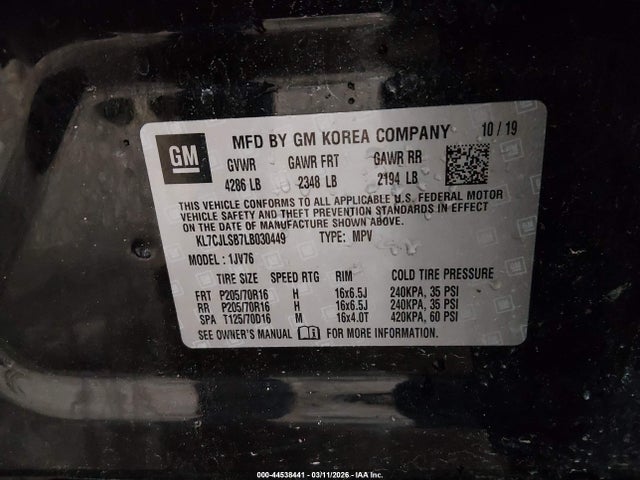 GM
MFD BY GM KOREA COMPANY 10 / 19
GVWR GAWR FRT GAWR RR
4286 LB 2348 LB 2194 LB
THIS VEHICLE CONFORMS TO ALL APPLICABLE U.S. FEDERAL MOTOR
VEHICLE SAFETY AND THEFT PREVENTION STANDARDS IN EFFECT
ON THE DATE OF MANUFACTURE SHOWN ABOVE.
KL7CJLSB7LB030449 TYPE: MPV
MODEL : 1JV76
TIRE SIZE SPEED RTG RIM COLD TIRE PRESSURE
FRT P205/70R16 H 16x6.5J 240KPA, 35 PSI
RR P205/70R16 H 16x6.5J 240KPA, 35 PSI
SPA T125/70D16 M 16x4.0T 420KPA, 60 PSI
SEE OWNER'S MANUAL FOR MORE INFORMATION.
000-44538441 - 03/11/2026 - IAA Inc.